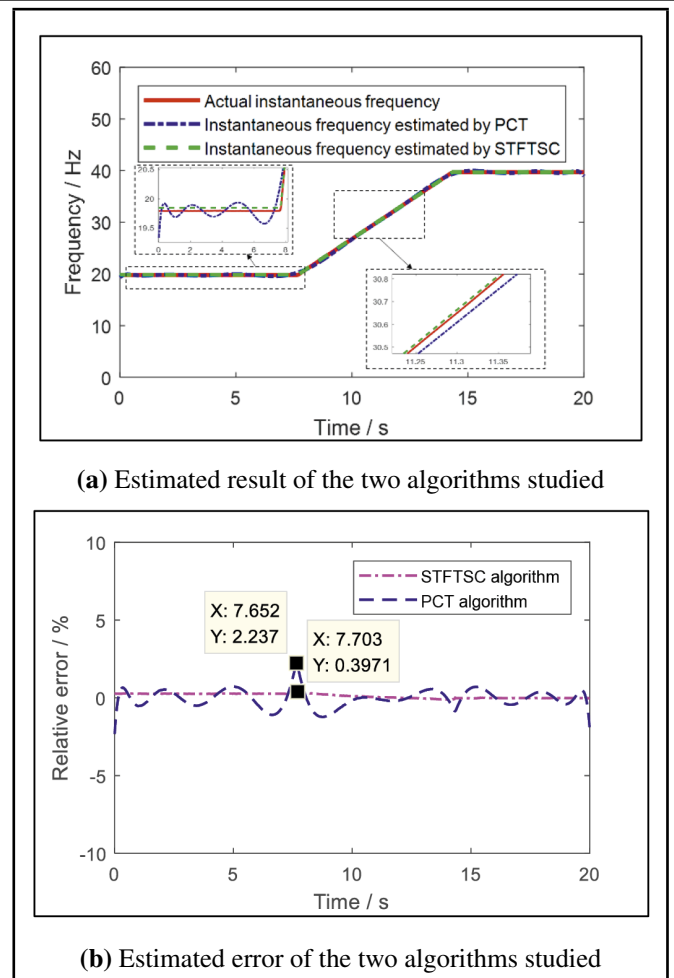 60
50
40
30
20
10
0
Frequency / Hz
Actual instantaneous frequency
Instantaneous frequency estimated by PCT
Instantaneous frequency estimated by STFTSC
20.5
20
19.5
0 2 4 6 8
30.8
30.7
30.6
30.5
11.25 11.3 11.35
0 5 10 15 20
Time / s
(a) Estimated result of the two algorithms studied
10
5
0
-5
-10
Relative error / %
STFTSC algorithm
PCT algorithm
X: 7.652
Y: 2.237
X: 7.703
Y: 0.3971
0 5 10 15 20
Time / s
(b) Estimated error of the two algorithms studied